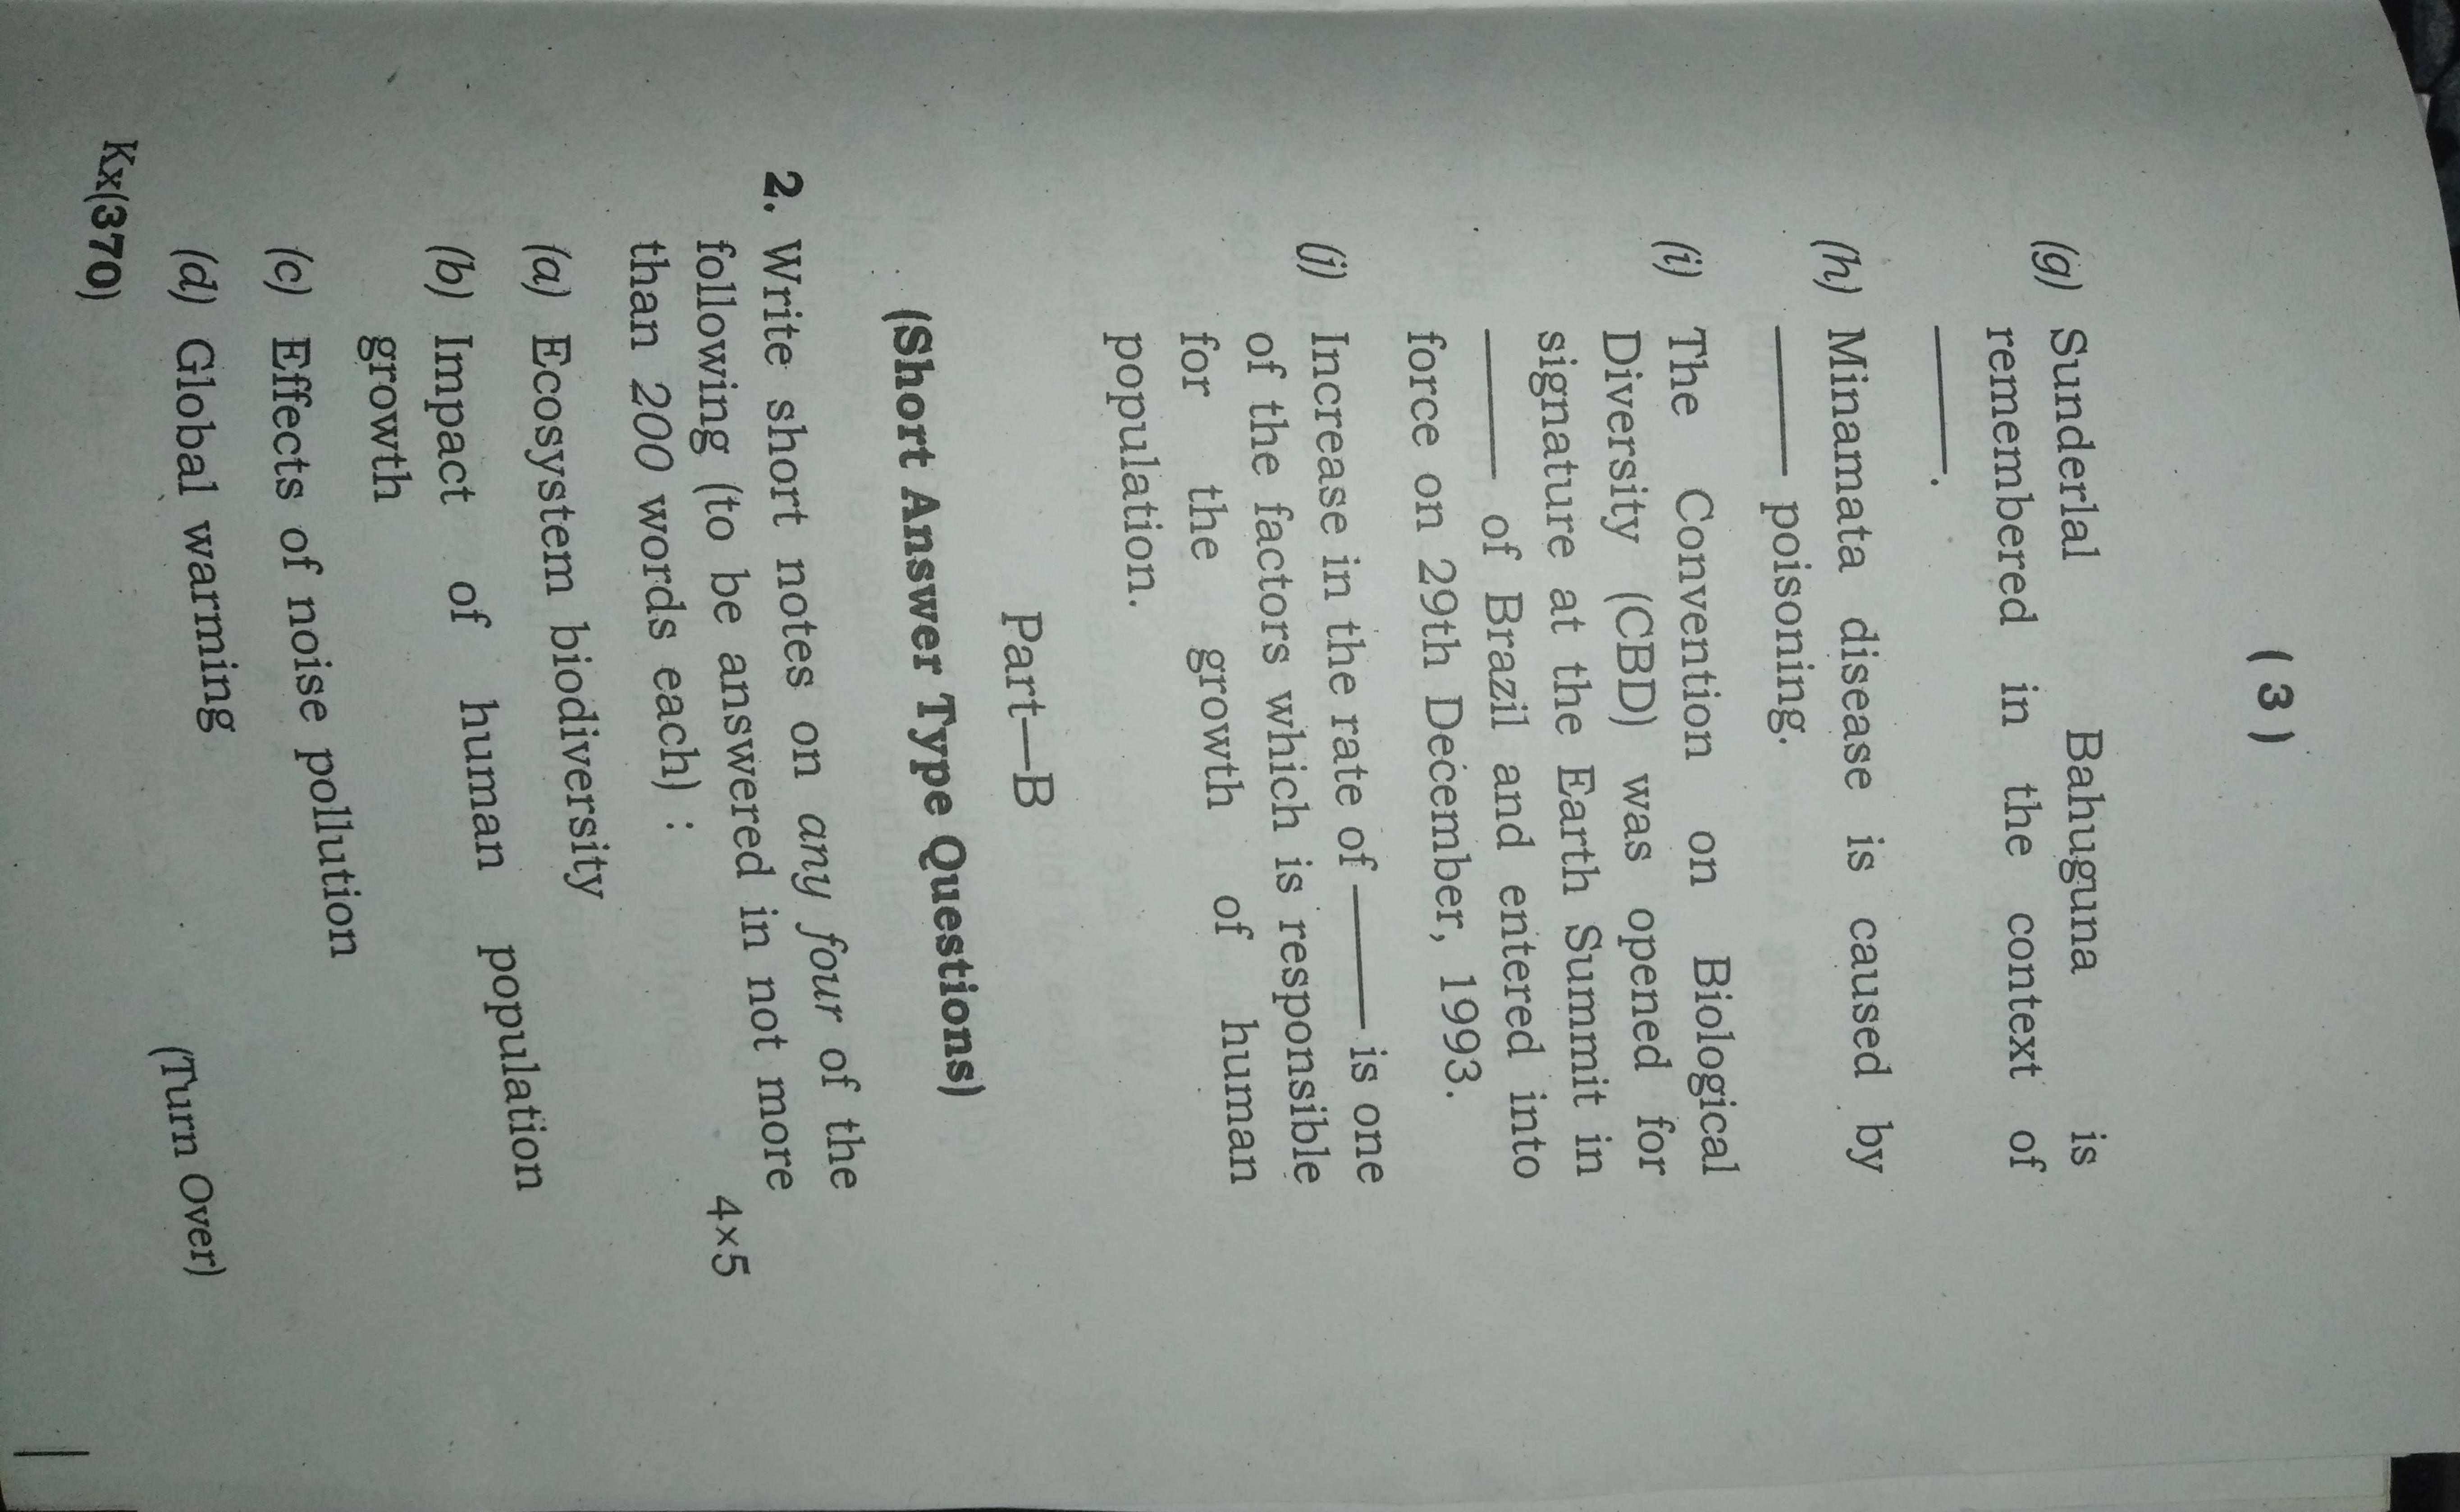 ( 3 )
(g) Sunderlal Bahuguna is
remembered in the context of
———.
(h) Minamata disease is caused by
——— poisoning.
(i) The Convention on Biological
Diversity (CBD) was opened for
signature at the Earth Summit in
——— of Brazil and entered into
force on 29th December, 1993.
(j) Increase in the rate of ——— is one
of the factors which is responsible
for the growth of human
population.
Part—B
(Short Answer Type Questions)
2. Write short notes on any four of the
following (to be answered in not more
than 200 words each) : 4×5
(a) Ecosystem biodiversity
(b) Impact of human population
growth
(c) Effects of noise pollution
(d) Global warming
(Turn Over)
Kx(370)